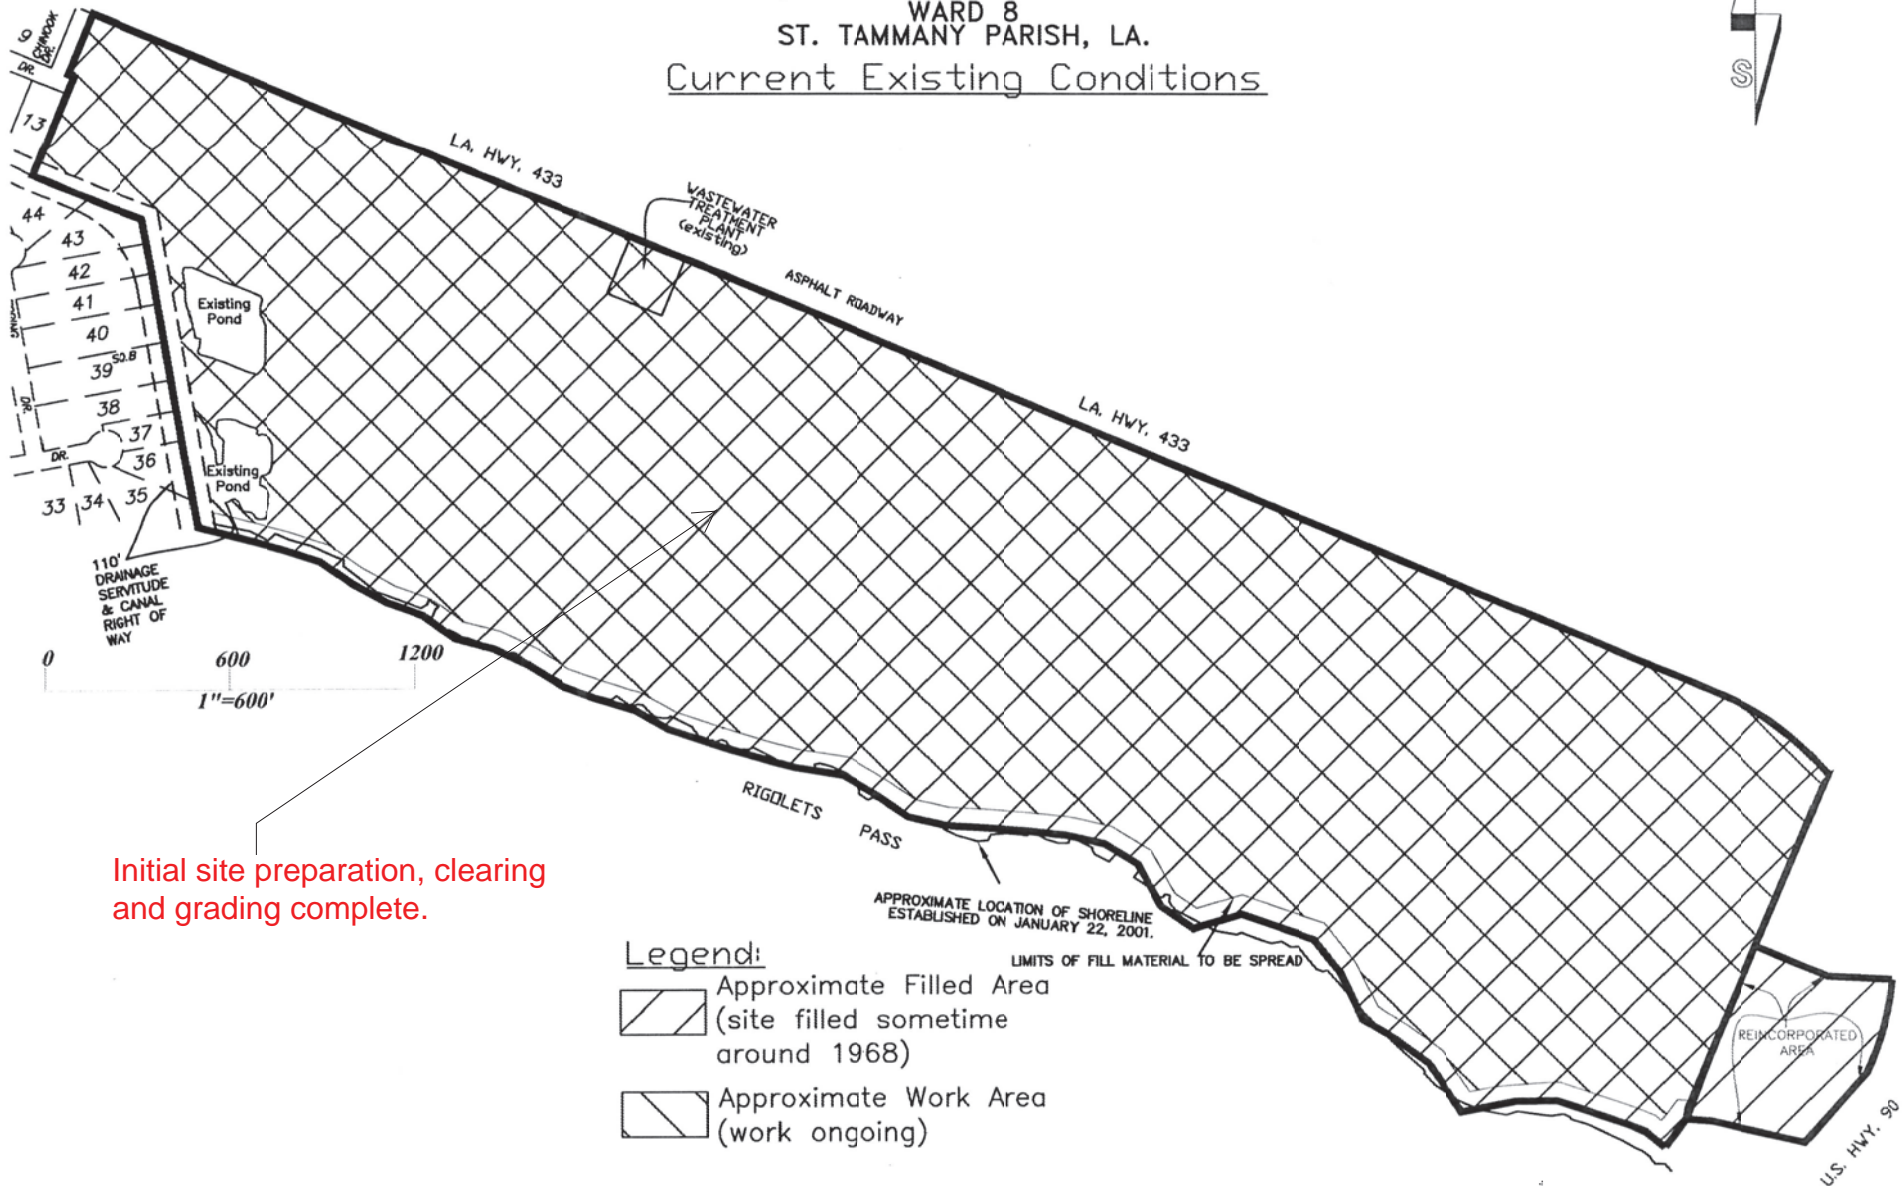 WARD 8
ST. TAMMANY PARISH, LA.
Current Existing Conditions
S
9
CHINOOK
DR.
DR.
13
LA. HWY. 433
WASTEWATER
TREATMENT
PLANT
(existing)
ASPHALT ROADWAY
LA. HWY. 433
44
43
42
41
40
SQ.B
39
38
37
36
35
34
33
DR.
DR.
Existing
Pond
Existing
Pond
110'
DRAINAGE
SERVITUDE
& CANAL
RIGHT OF
WAY
0 600 1200
1"=600'
RIGOLETS PASS
Initial site preparation, clearing
and grading complete.
APPROXIMATE LOCATION OF SHORELINE
ESTABLISHED ON JANUARY 22, 2001.
LIMITS OF FILL MATERIAL TO BE SPREAD
REINCORPORATED
AREA
U.S. HWY. 90
Legend:
Approximate Filled Area
(site filled sometime
around 1968)
Approximate Work Area
(work ongoing)